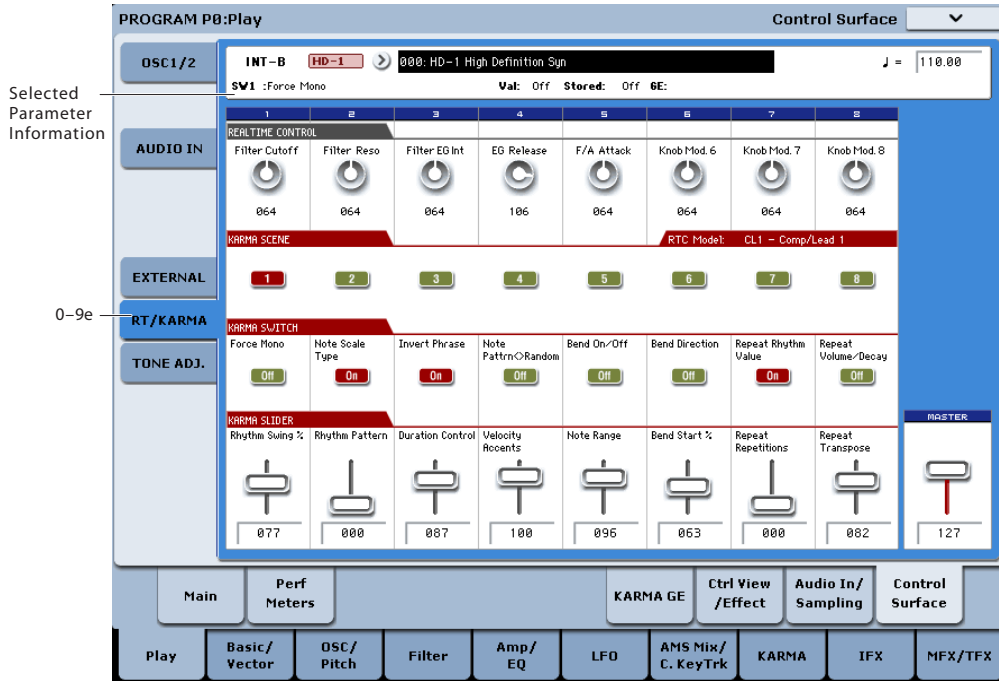 PROGRAM P0:Play
Control Surface
OSC1/2
INT-B
HD-1
000: HD-1 High Definition Syn
♩ = 110.00
SW1 :Force Mono
Val: Off
Stored: Off
6E:
Selected
Parameter
Information
1 2 3 4 5 6 7 8
REALTIME CONTROL
AUDIO IN
Filter Cutoff
Filter Reso
Filter EG Int
EG Release
F/A Attack
Knob Mod. 6
Knob Mod. 7
Knob Mod. 8
064 064 064 106 064 064 064 064
KARMA SCENE
RTC Model: CL1 - Comp/Lead 1
EXTERNAL
1 2 3 4 5 6 7 8
0–9e
RT/KARMA
KARMA SWITCH
Force Mono
Note Scale
Type
Invert Phrase
Note
Pattrn<>Random
Bend On/Off
Bend Direction
Repeat Rhythm
Value
Repeat
Volume/Decay
TONE ADJ.
Off On On Off Off Off On Off
KARMA SLIDER
MASTER
Rhythm Swing %
Rhythm Pattern
Duration Control
Velocity
Accents
Note Range
Bend Start %
Repeat
Repetitions
Repeat
Transpose
077 000 087 100 096 063 000 082 127
Main
Perf
Meters
KARMA GE
Ctrl View
/Effect
Audio In/
Sampling
Control
Surface
Play
Basic/
Vector
OSC/
Pitch
Filter
Amp/
EQ
LFO
AMS Mix/
C. KeyTrk
KARMA
IFX
MFX/TFX